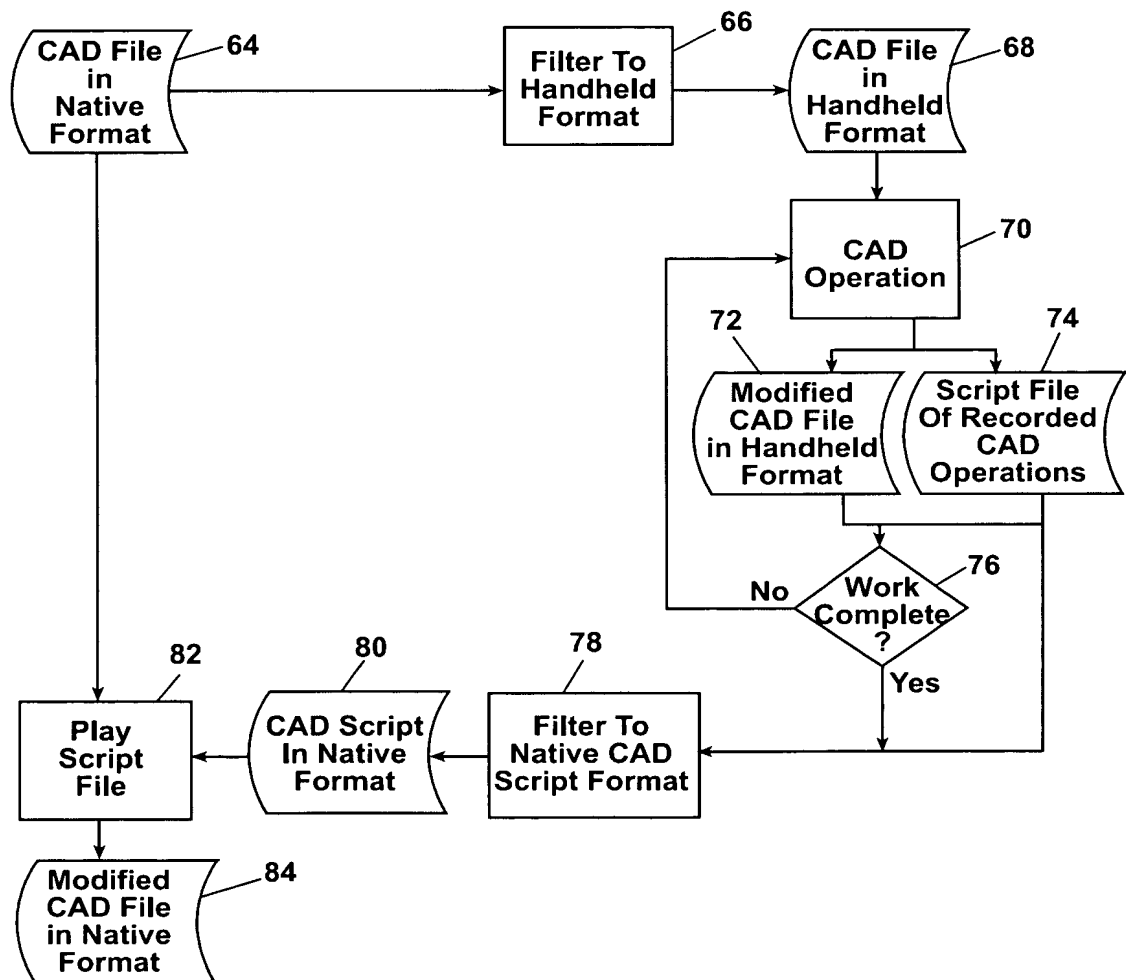 CAD File
in
Native
Format
64
Filter To
Handheld
Format
66
CAD File
in
Handheld
Format
68
CAD
Operation
70
72
Modified
CAD File
in Handheld
Format
74
Script File
Of Recorded
CAD
Operations
Work
Complete
?
76
No
Yes
82
Play
Script
File
80
CAD Script
In Native
Format
78
Filter To
Native CAD
Script Format
Modified
CAD File
in Native
Format
84